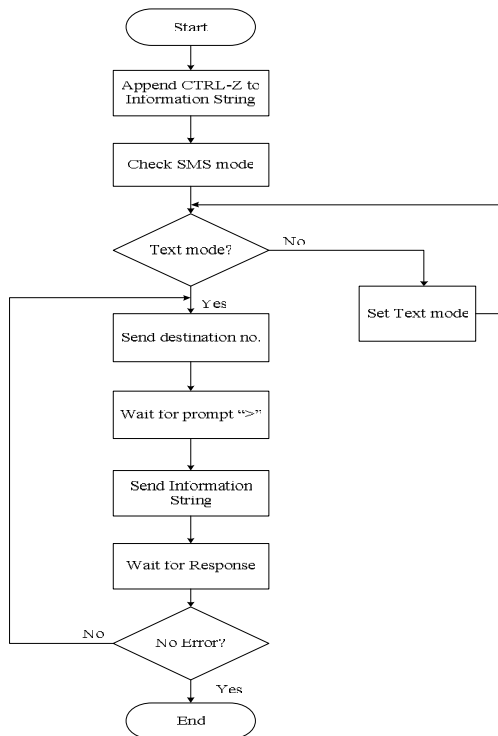 Start
Append CTRL-Z to
Information String
Check SMS mode
Text mode?
No
Yes
Set Text mode
Send destination no.
Wait for prompt “>”
Send Information
String
Wait for Response
No
No Error?
Yes
End